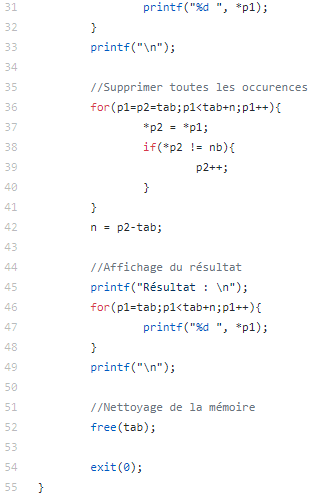 31 printf("%d ", *p1);
32 }
33 printf("\n");
34
35 //Supprimer toutes les occurences
36 for(p1=p2=tab;p1<tab+n;p1++){
37 *p2 = *p1;
38 if(*p2 != nb){
39 p2++;
40 }
41 }
42 n = p2-tab;
43
44 //Affichage du résultat
45 printf("Résultat : \n");
46 for(p1=tab;p1<tab+n;p1++){
47 printf("%d ", *p1);
48 }
49 printf("\n");
50
51 //Nettoyage de la mémoire
52 free(tab);
53
54 exit(0);
55 }